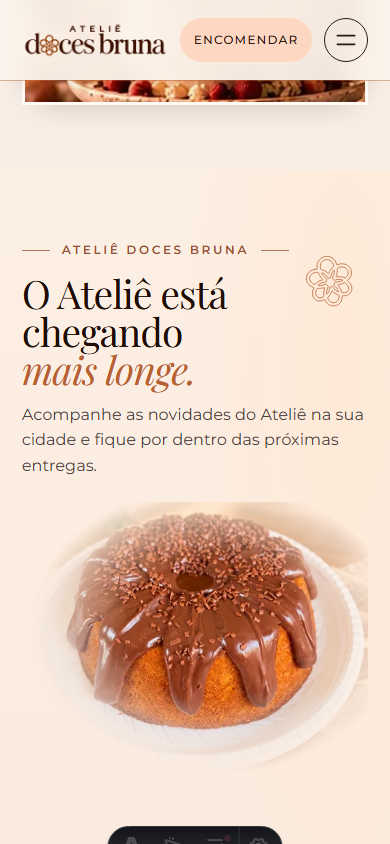 ATELIÊ
doces bruna
ENCOMENDAR
ATELIÊ DOCES BRUNA
O Ateliê está
chegando
mais longe.
Acompanhe as novidades do Ateliê na sua
cidade e fique por dentro das próximas
entregas.